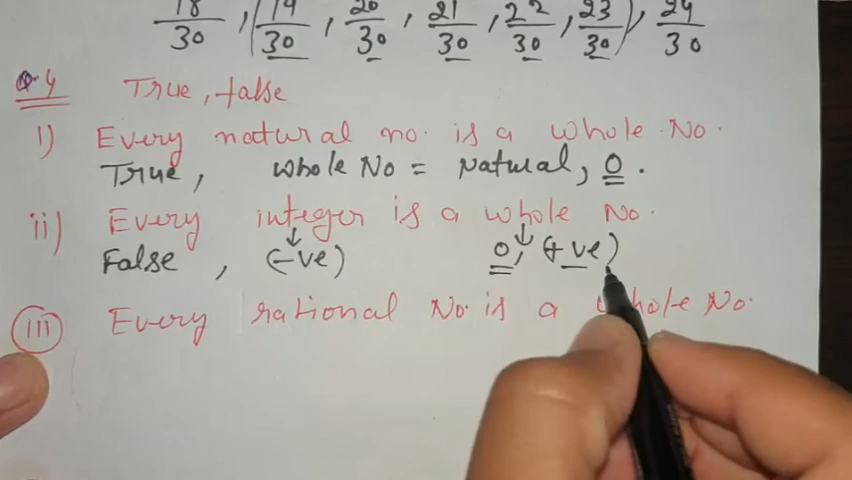 18/30, (19/30, 20/30, 21/30, 22/30, 23/30), 24/30
Q.4 True, false
i) Every natural no. is a whole No.
True, whole No = Natural, 0.
ii) Every integer is a whole No.
False, (-ve) 0, (+ve)
iii) Every rational No. is a whole No.